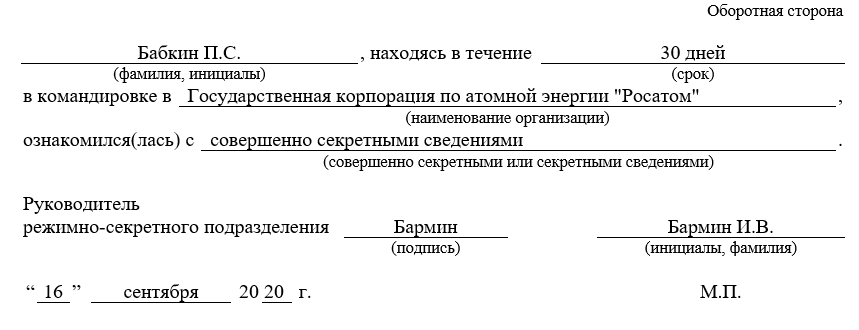 Оборотная сторона
Бабкин П.С. , находясь в течение 30 дней
(фамилия, инициалы) (срок)
в командировке в Государственная корпорация по атомной энергии "Росатом" ,
(наименование организации)
ознакомился(лась) с совершенно секретными сведениями .
(совершенно секретными или секретными сведениями)
Руководитель
режимно-секретного подразделения Бармин Бармин И.В.
(подпись) (инициалы, фамилия)
“ 16 ” сентября 20 20 г. М.П.